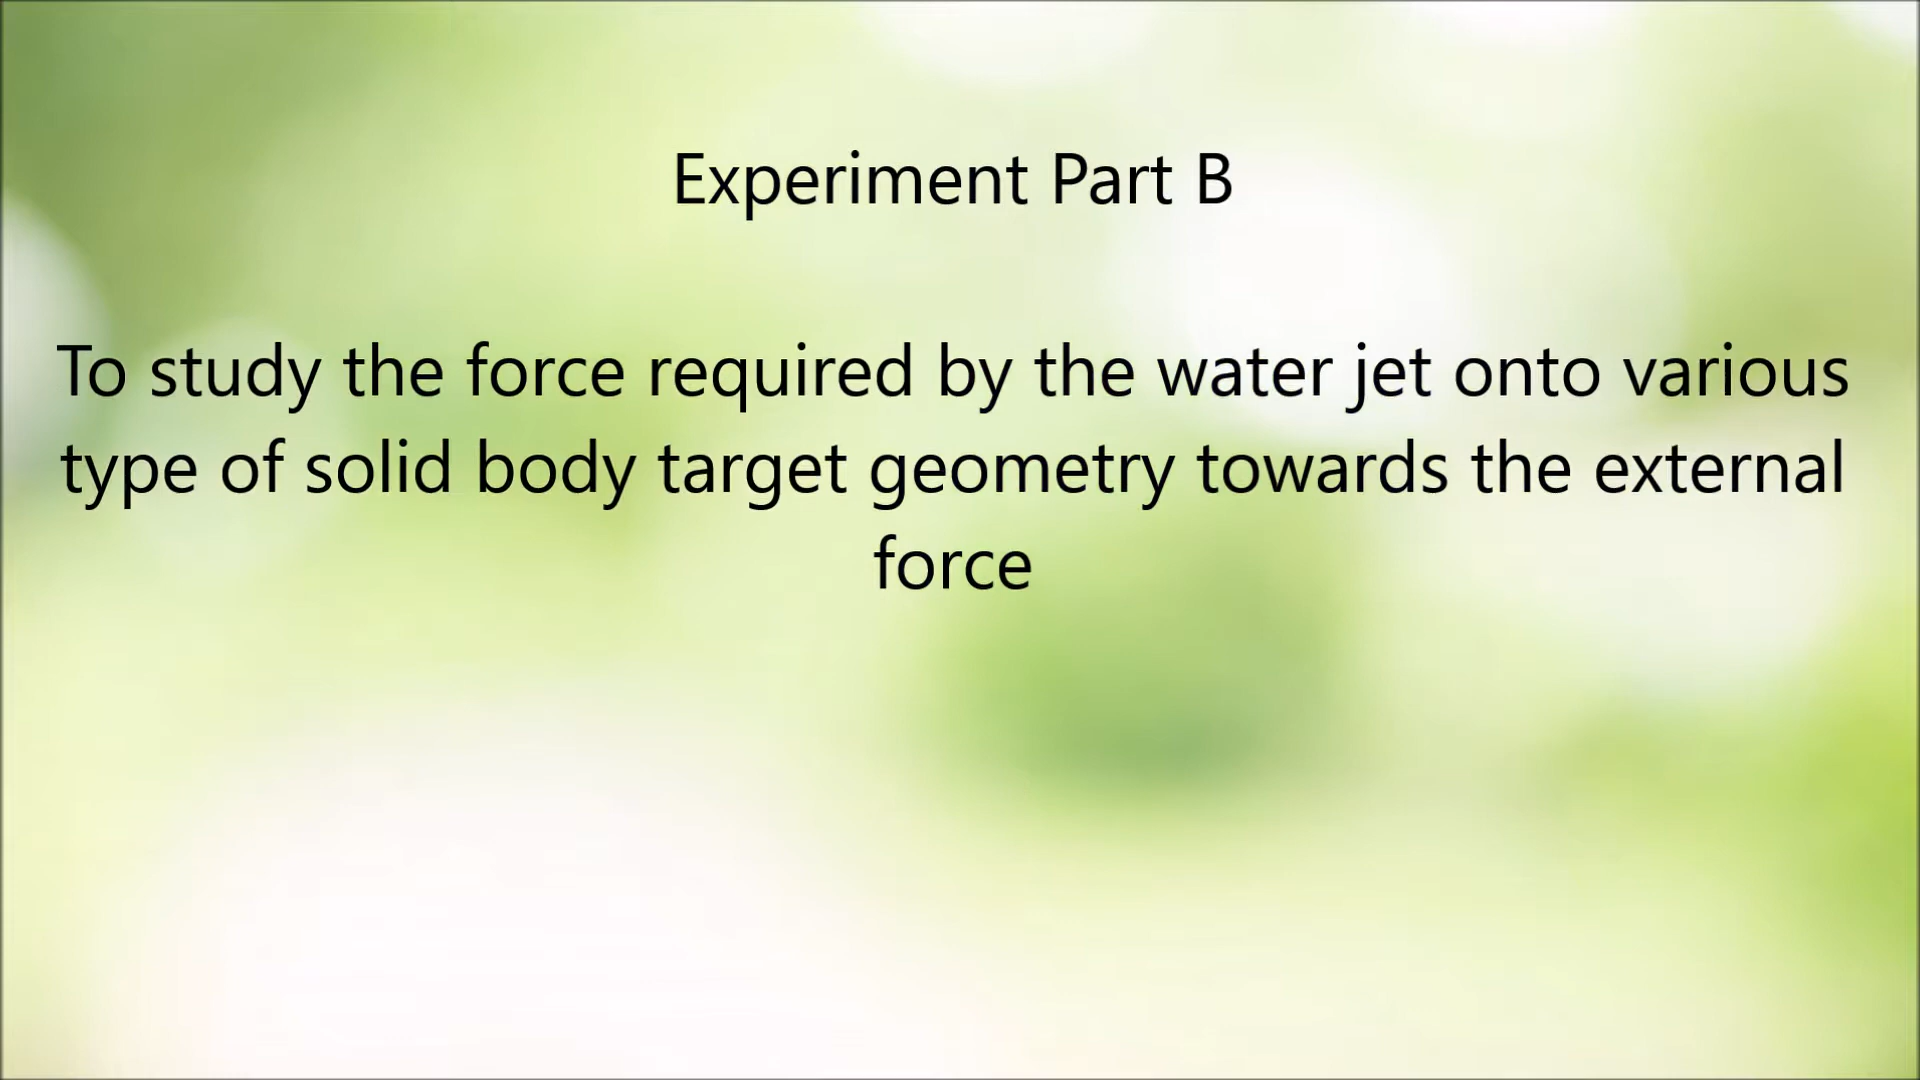 Experiment Part B
To study the force required by the water jet onto various
type of solid body target geometry towards the external
force